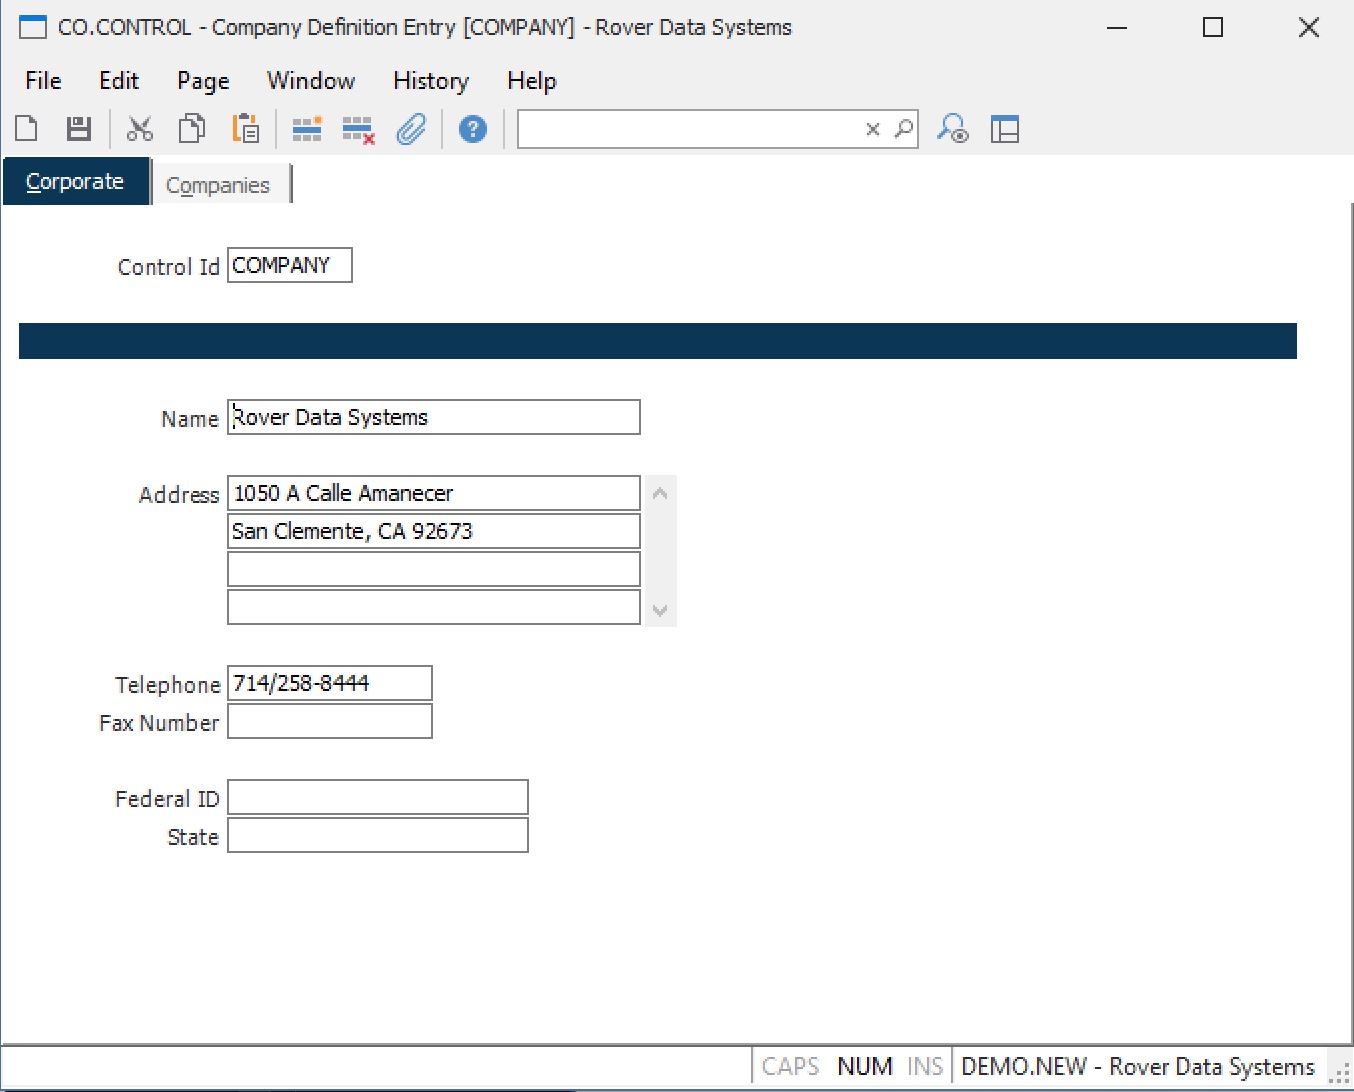 CO.CONTROL - Company Definition Entry [COMPANY] - Rover Data Systems
File Edit Page Window History Help
Corporate Companies
Control Id COMPANY
Name Rover Data Systems
Address 1050 A Calle Amanecer
San Clemente, CA 92673
Telephone 714/258-8444
Fax Number
Federal ID
State
CAPS NUM INS DEMO.NEW - Rover Data Systems